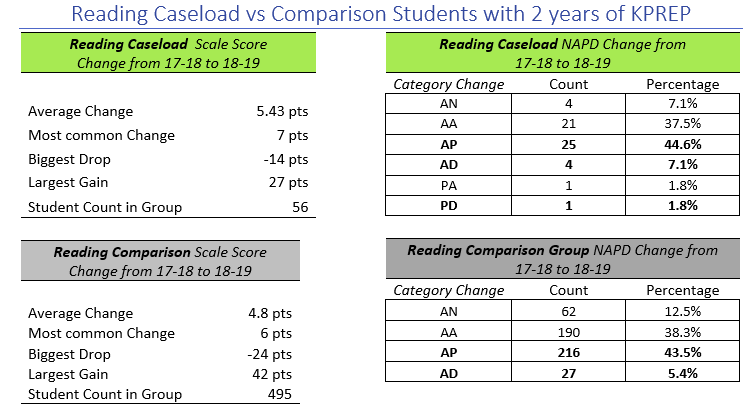 Reading Caseload vs Comparison Students with 2 years of KPREP
Reading Caseload Scale Score
Change from 17-18 to 18-19
Average Change 5.43 pts
Most common Change 7 pts
Biggest Drop -14 pts
Largest Gain 27 pts
Student Count in Group 56
Reading Caseload NAPD Change from
17-18 to 18-19
Category Change Count Percentage
AN 4 7.1%
AA 21 37.5%
AP 25 44.6%
AD 4 7.1%
PA 1 1.8%
PD 1 1.8%
Reading Comparison Scale Score
Change from 17-18 to 18-19
Average Change 4.8 pts
Most common Change 6 pts
Biggest Drop -24 pts
Largest Gain 42 pts
Student Count in Group 495
Reading Comparison Group NAPD Change from
17-18 to 18-19
Category Change Count Percentage
AN 62 12.5%
AA 190 38.3%
AP 216 43.5%
AD 27 5.4%